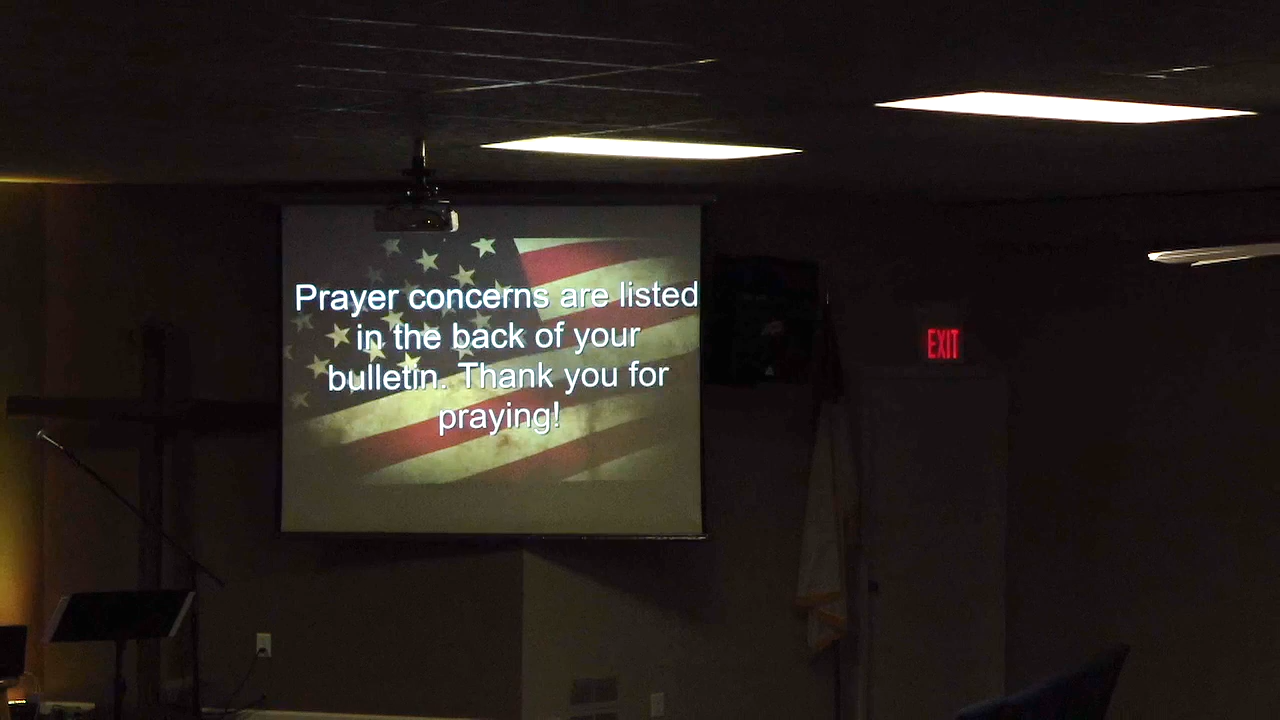 Prayer concerns are listed
in the back of your
bulletin. Thank you for
praying!
EXIT